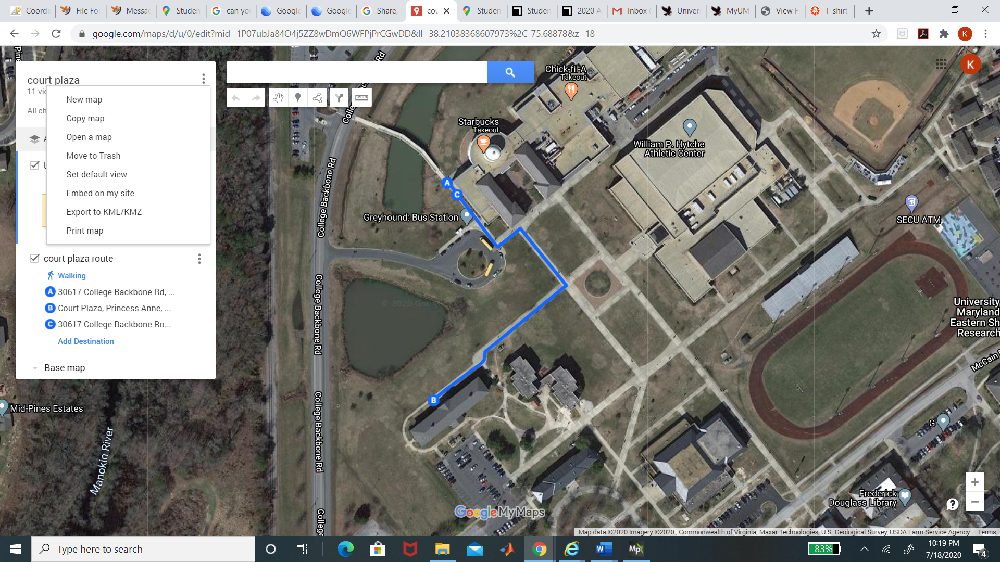 Coordi
File Fo
Messa
Studen
can yo
Google
Google
Share,
cou
Studen
Studen
2020 A
Inbox (
Univer
MyUM
View F
T-shirt
google.com/maps/d/u/0/edit?mid=1P07ubJa84O4j5ZZ8wDmQ6WFPjPrCGwDD&ll=38.21038368607973%2C-75.68878&z=18
K
court plaza
11 vie
All ch
New map
Copy map
Open a map
Move to Trash
Set default view
Embed on my site
Export to KML/KMZ
Print map
court plaza route
Walking
A 30617 College Backbone Rd, ...
B Court Plaza, Princess Anne, ...
C 30617 College Backbone Ro...
Add Destination
Base map
Pine
Rd
K
Chick-fil-A
Takeout
Starbucks
Takeout
William P. Hytche
Athletic Center
College Backbone Rd
A
C
Greyhound: Bus Station
SECU ATM
College Backbone Rd
University
Maryland
Eastern Sh
Research
McCain
B
Mid-Pines Estates
Manokin River
College Backbone Rd
G
Frederick
Douglass Library
College
Google My Maps
Map data ©2020 Imagery ©2020 , Commonwealth of Virginia, Maxar Technologies, U.S. Geological Survey, USDA Farm Service Agency Terms
Type here to search
83%
10:19 PM
7/18/2020
4